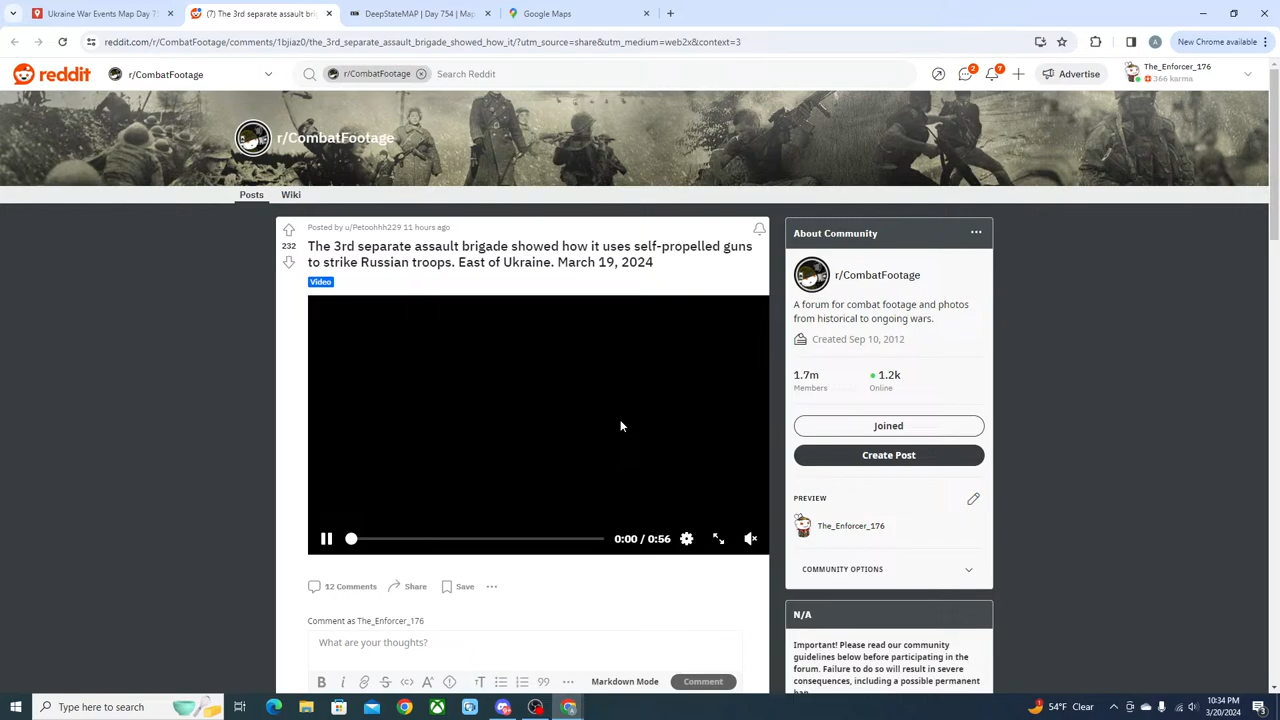 Ukraine War Events Map Day 7
(7) The 3rd separate assault brig
DeepStateMAP | Day 754 | Map
Google Maps
reddit.com/r/CombatFootage/comments/1bjiaz0/the_3rd_separate_assault_brigade_showed_how_it/?utm_source=share&utm_medium=web2x&context=3
A
New Chrome available
reddit
r/CombatFootage
r/CombatFootage
Search Reddit
2
7
Advertise
The_Enforcer_176
366 karma
r/CombatFootage
Posts
Wiki
Posted by u/Petoohhh229 11 hours ago
232
The 3rd separate assault brigade showed how it uses self-propelled guns
to strike Russian troops. East of Ukraine. March 19, 2024
Video
0:00 / 0:56
12 Comments
Share
Save
Comment as The_Enforcer_176
What are your thoughts?
B
i
99
Markdown Mode
Comment
About Community
r/CombatFootage
A forum for combat footage and photos
from historical to ongoing wars.
Created Sep 10, 2012
1.7m
1.2k
Members
Online
Joined
Create Post
PREVIEW
The_Enforcer_176
COMMUNITY OPTIONS
N/A
Important! Please read our community
guidelines below before participating in the
forum. Failure to do so will result in severe
consequences, including a possible permanent
ban.
Type here to search
54°F Clear
10:34 PM
3/20/2024